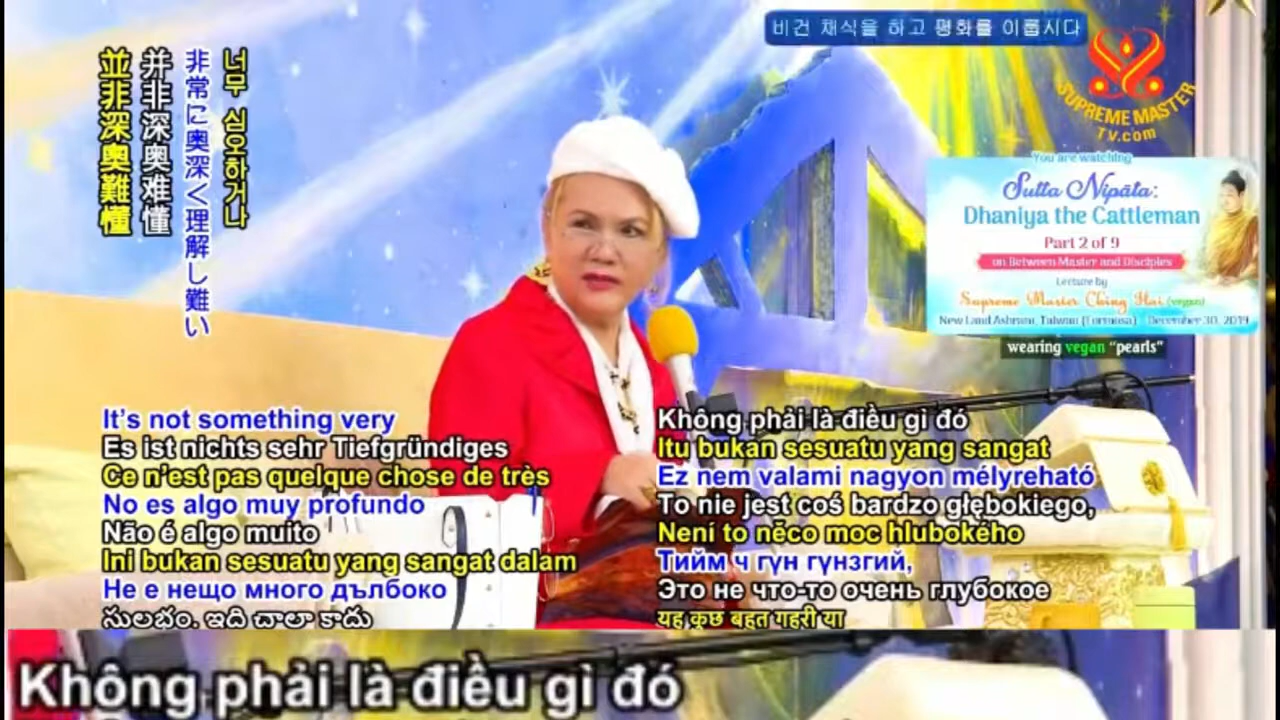 비건 채식을 하고 평화를 이룹시다
SUPREME MASTER
TV.com
You are watching
Sutta Nipāta:
Dhaniya the Cattleman
Part 2 of 9
on Between Master and Disciples
Lecture by
Supreme Master Ching Hai (vegan)
New Land Ashram, Taiwan (Formosa) - December 30, 2019
wearing vegan “pearls”
너무 심오하거나
非常に奥深く理解し難い
并非深奥难懂
並非深奧難懂
It’s not something very
Es ist nichts sehr Tiefgründiges
Ce n’est pas quelque chose de très
No es algo muy profundo
Não é algo muito
Ini bukan sesuatu yang sangat dalam
Не е нещо много дълбоко
సులభం. ఇది చాలా కాదు
Không phải là điều gì đó
Itu bukan sesuatu yang sangat
Ez nem valami nagyon mélyreható
To nie jest coś bardzo głębokiego,
Není to něco moc hlubokého
Тийм ч гүн гүнзгий,
Это не что-то очень глубокое
यह कुछ बहुत गहरी या
Không phải là điều gì đó